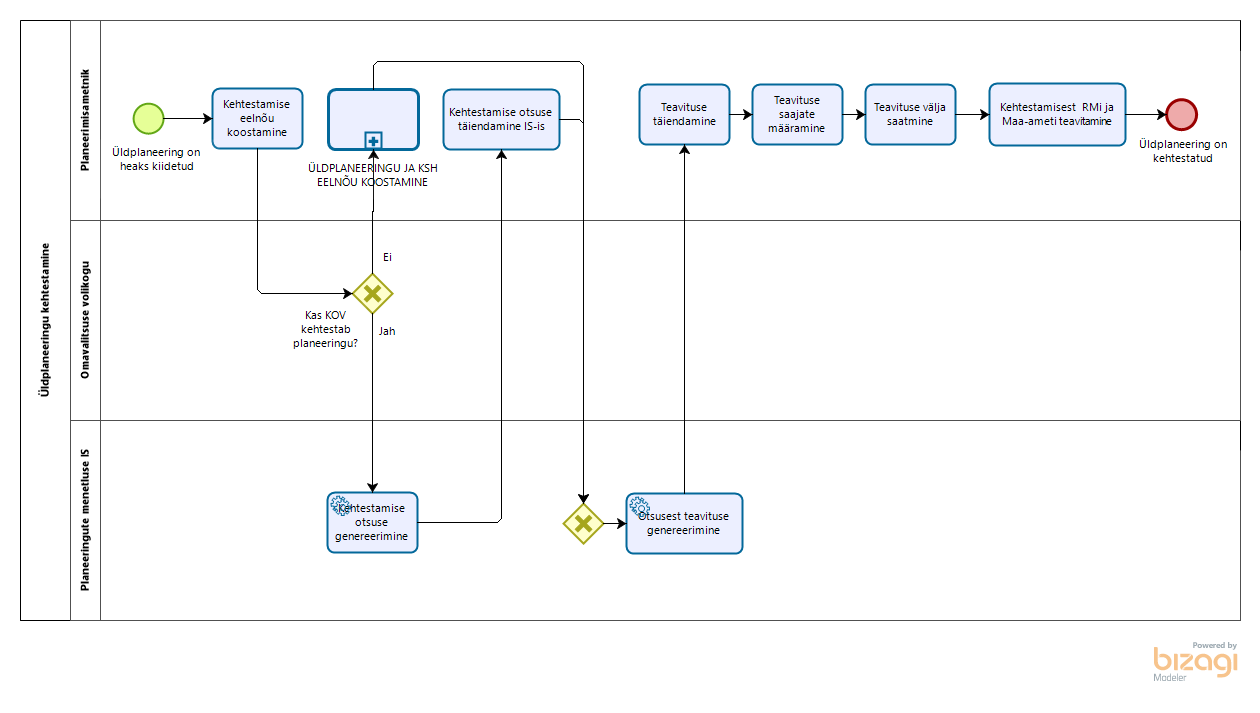 Üldplaneeringu kehtestamine
Planeerimisametnik
Üldplaneering on
heaks kiidetud
Kehtestamise
eelnõu
koostamine
ÜLDPLANEERINGU JA KSH
EELNÕU KOOSTAMINE
Kehtestamise otsuse
täiendamine IS-is
Teavituse
täiendamine
Teavituse
saajate
määramine
Teavituse välja
saatmine
Kehtestamisest RMi ja
Maa-ameti teavitamine
Üldplaneering on
kehtestatud
Omavalitsuse volikogu
Ei
Kas KOV
kehtestab
planeeringu?
Jah
Planeeringute menetluse IS
Kehtestamise
otsuse
genereerimine
Otsusest teavituse
genereerimine
Powered by
bizagi
Modeler